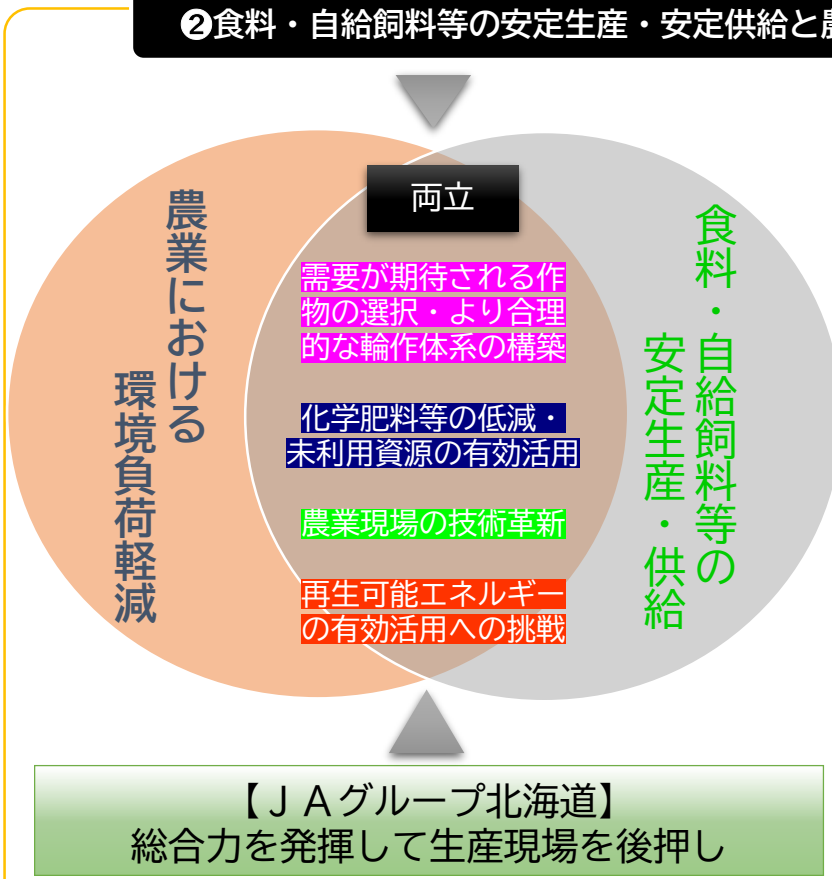 ❷食料・自給飼料等の安定生産・安定供給と
両立
農業における
環境負荷軽減
需要が期待される作
物の選択・より合理
的な輪作体系の構築
化学肥料等の低減・
未利用資源の有効活用
農業現場の技術革新
再生可能エネルギー
の有効活用への挑戦
食料・自給飼料等の
安定生産・供給
【ＪＡグループ北海道】
総合力を発揮して生産現場を後押し